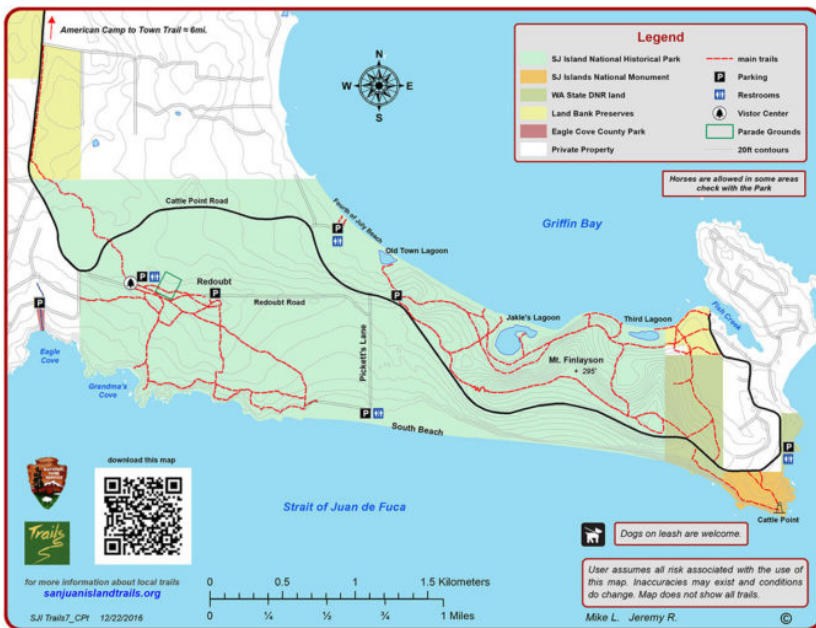 American Camp to Town Trail ≈ 6mi.
N
W
E
S
Legend
SJ Island National Historical Park
SJ Islands National Monument
WA State DNR land
Land Bank Preserves
Eagle Cove County Park
Private Property
main trails
P Parking
Restrooms
Vistor Center
Parade Grounds
20ft contours
Horses are allowed in some areas
check with the Park
Cattle Point Road
Fourth of July Beach
P
Griffin Bay
Old Town Lagoon
P
Redoubt
P
Redoubt Road
P
P
Jakle's Lagoon
Third Lagoon
Fish Creek
Eagle
Cove
Grandma's
Cove
Pickett's Lane
Mt. Finlayson
+ 295'
P
South Beach
P
Cattle Point
download this map
Strait of Juan de Fuca
Trails
Dogs on leash are welcome.
User assumes all risk associated with the use of
this map. Inaccuracies may exist and conditions
do change. Map does not show all trails.
for more information about local trails
sanjuanislandtrails.org
0 0.5 1 1.5 Kilometers
0 ¼ ½ ¾ 1 Miles
SJI Trails7_CPt 12/22/2016
Mike L. Jeremy R.
©